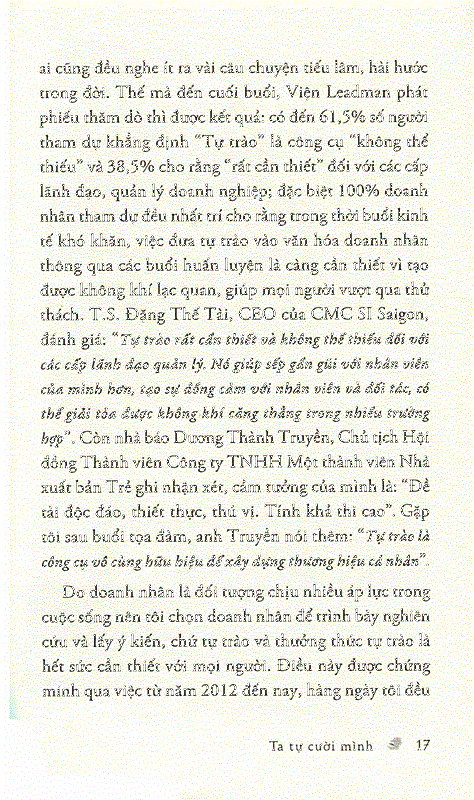 ai cũng đều nghe ít ra vài câu chuyện tiếu lâm, hài hước
trong đời. Thế mà đến cuối buổi, Viện Leadman phát
phiếu thăm dò thì được kết quả: có đến 61,5% số người
tham dự khẳng định “Tự trào” là công cụ “không thể
thiếu” và 38,5% cho rằng “rất cần thiết” đối với các cấp
lãnh đạo, quản lý doanh nghiệp; đặc biệt 100% doanh
nhân tham dự đều nhất trí cho rằng trong thời buổi kinh
tế khó khăn, việc đưa tự trào vào văn hóa doanh nhân
thông qua các buổi huấn luyện là càng cần thiết vì tạo
được không khí lạc quan, giúp mọi người vượt qua thử
thách. T.S. Đặng Thế Tài, CEO của CMC SI Saigon,
đánh giá: “Tự trào rất cần thiết và không thể thiếu đối với
các cấp lãnh đạo quản lý. Nó giúp sếp gần gũi với nhân viên
của mình hơn, tạo sự đồng cảm với nhân viên và đối tác, có
thể giải tỏa được không khí căng thẳng trong nhiều trường
hợp”. Còn nhà báo Dương Thành Truyền, Chủ tịch Hội
đồng Thành viên Công ty TNHH Một thành viên Nhà
xuất bản Trẻ ghi nhận xét, cảm tưởng của mình là: “Đề
tài độc đáo, thiết thực, thú vị. Tính khả thi cao”. Gặp
tôi sau buổi tọa đàm, anh Truyền nói thêm: “Tự trào là
công cụ vô cùng hữu hiệu để xây dựng thương hiệu cá nhân”.
Do doanh nhân là đối tượng chịu nhiều áp lực trong
cuộc sống nên tôi chọn doanh nhân để trình bày nghiên
cứu và lấy ý kiến, chứ tự trào và thưởng thức tự trào là
hết sức cần thiết với mọi người. Điều này được chứng
minh qua việc từ năm 2012 đến nay, hàng ngày tôi đều
Ta tự cười mình 17